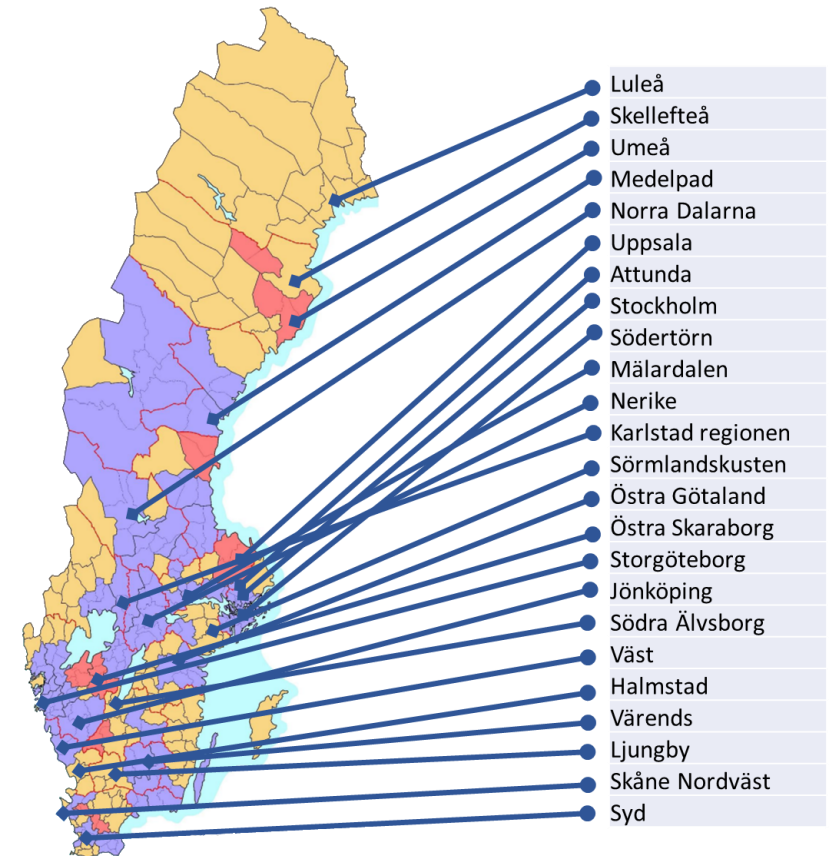 Luleå
Skellefteå
Umeå
Medelpad
Norra Dalarna
Uppsala
Attunda
Stockholm
Södertörn
Mälardalen
Nerike
Karlstad regionen
Sörmlandskusten
Östra Götaland
Östra Skaraborg
Storgöteborg
Jönköping
Södra Älvsborg
Väst
Halmstad
Värends
Ljungby
Skåne Nordväst
Syd